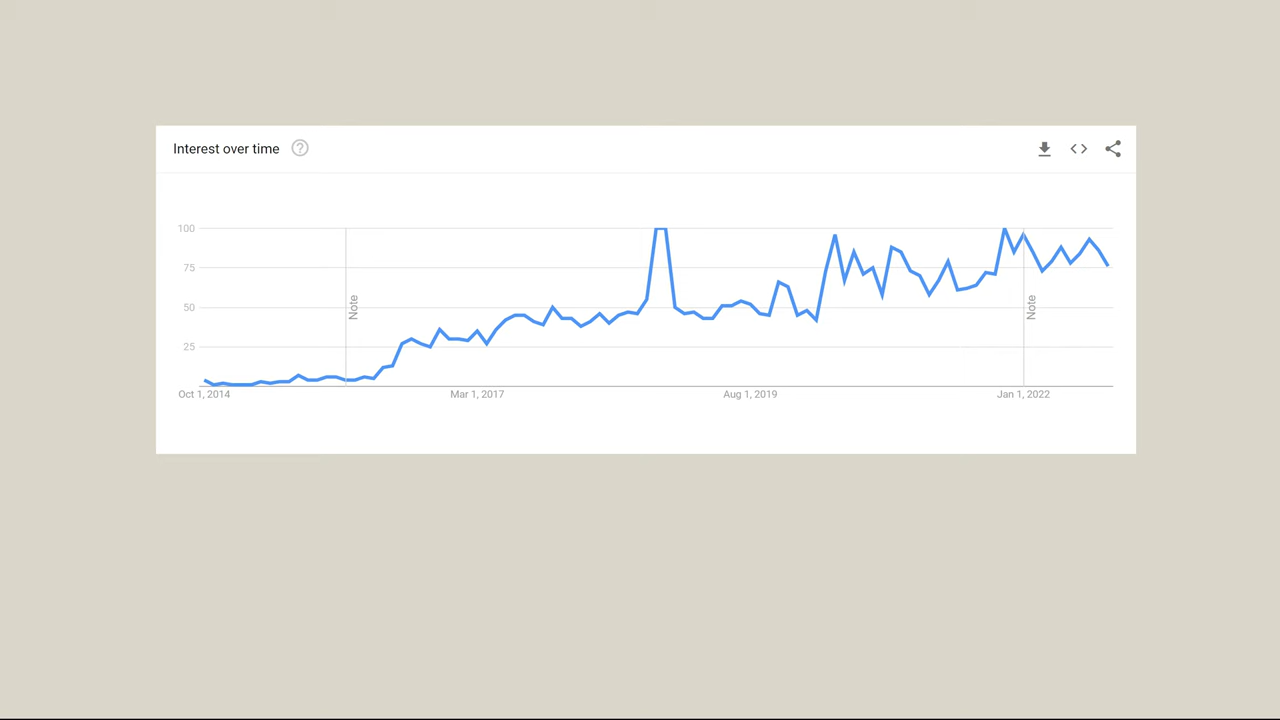 Interest over time ?
100
75
50
25
Note
Note
Oct 1, 2014 Mar 1, 2017 Aug 1, 2019 Jan 1, 2022